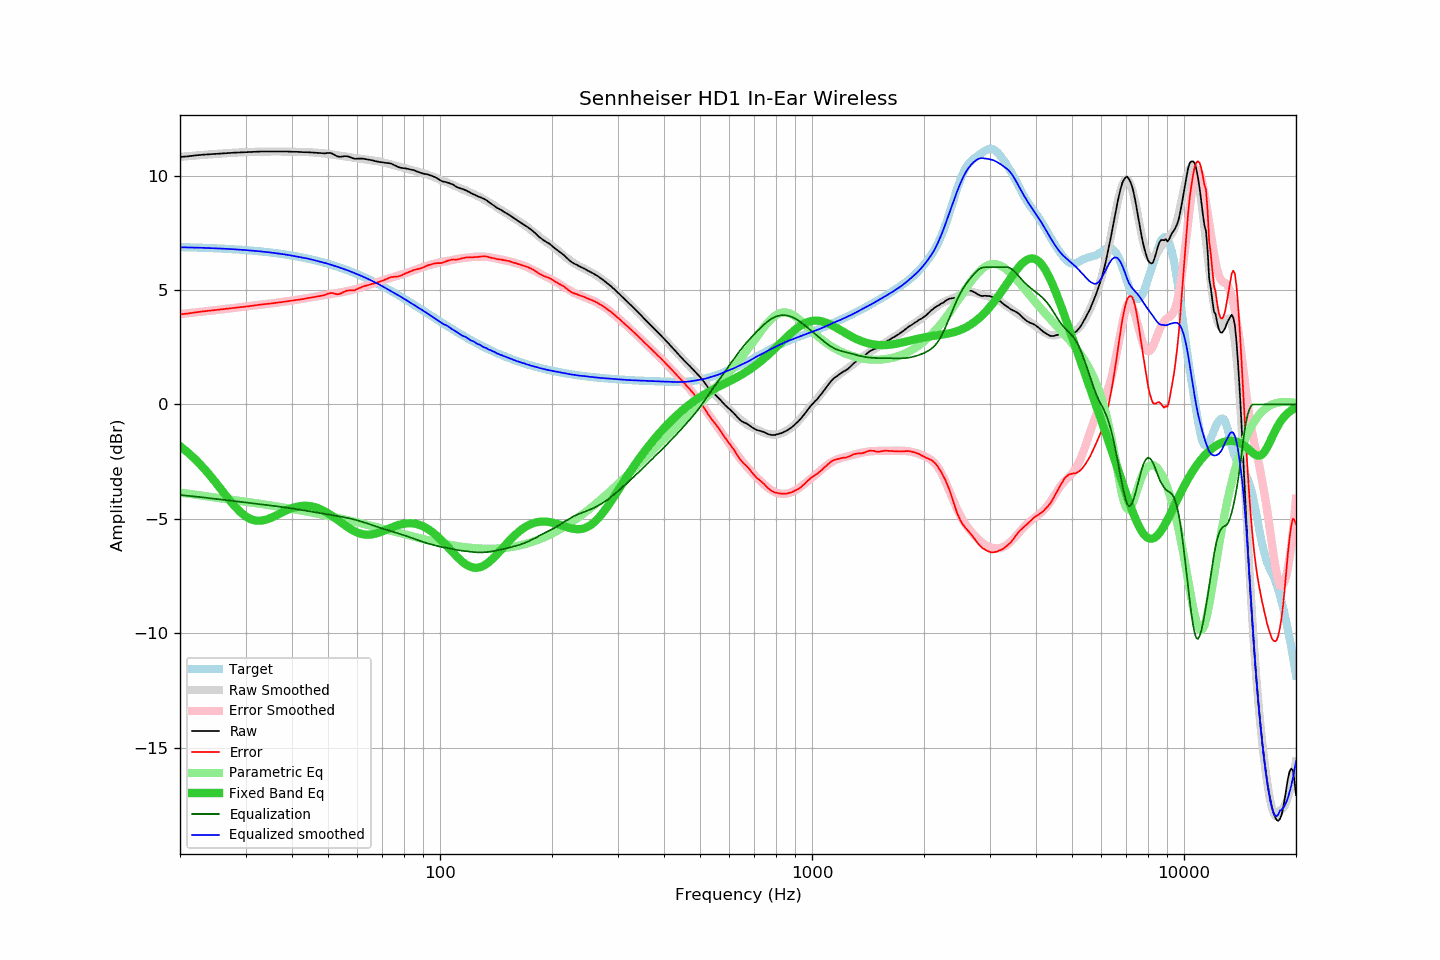 Sennheiser HD1 In-Ear Wireless
Amplitude (dBr)
10
5
0
−5
−10
−15
Target
Raw Smoothed
Error Smoothed
Raw
Error
Parametric Eq
Fixed Band Eq
Equalization
Equalized smoothed
100
1000
10000
Frequency (Hz)